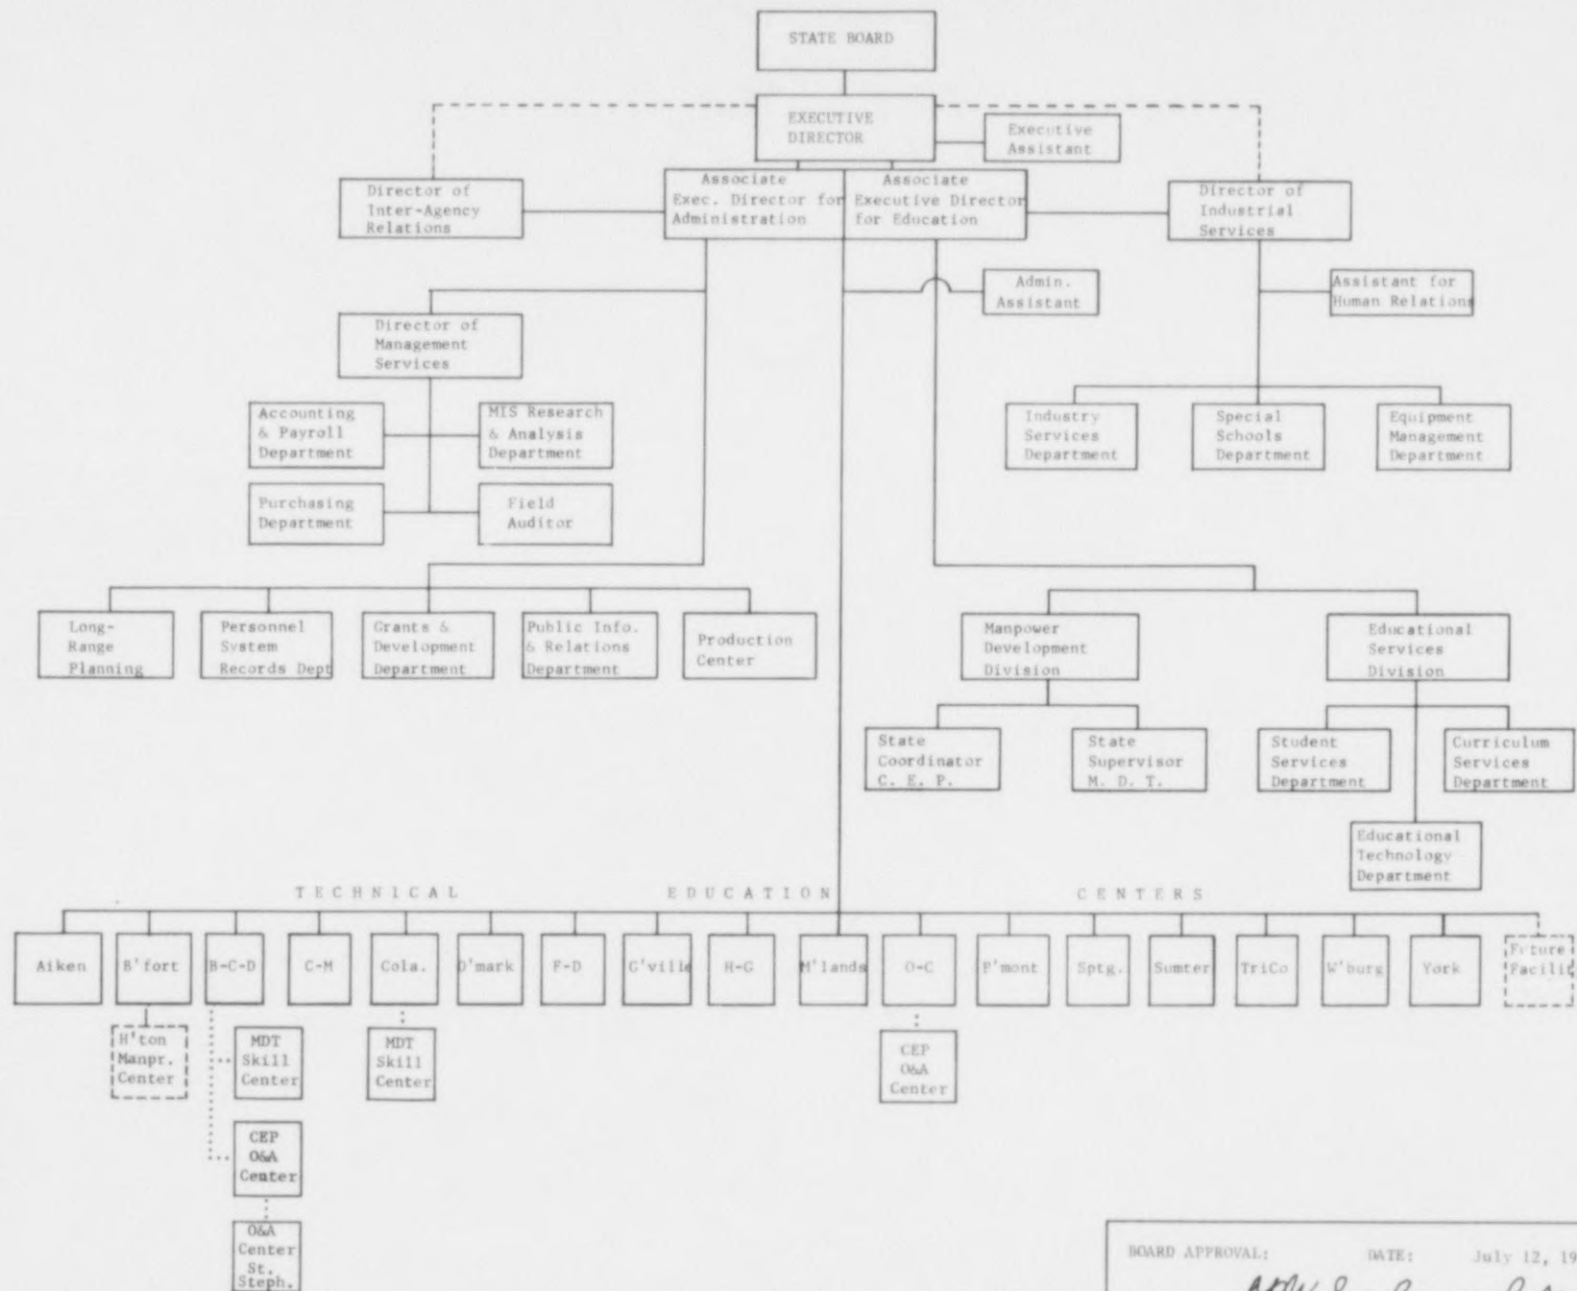 STATE BOARD
EXECUTIVE
DIRECTOR
Executive
Assistant
Director of
Inter-Agency
Relations
Associate
Exec. Director for
Administration
Associate
Executive Director
for Education
Director of
Industrial
Services
Admin.
Assistant
Assistant for
Human Relations
Director of
Management
Services
Accounting
& Payroll
Department
MIS Research
& Analysis
Department
Industry
Services
Department
Special
Schools
Department
Equipment
Management
Department
Purchasing
Department
Field
Auditor
Long-
Range
Planning
Personnel
System
Records Dept
Grants &
Development
Department
Public Info.
& Relations
Department
Production
Center
Manpower
Development
Division
Educational
Services
Division
State
Coordinator
C. E. P.
State
Supervisor
M. D. T.
Student
Services
Department
Curriculum
Services
Department
Educational
Technology
Department
TECHNICAL EDUCATION CENTERS
Aiken
B'fort
B-C-D
C-M
Cola.
D'mark
F-D
G'ville
H-G
M'lands
O-C
P'mont
Sptg.
Sumter
TriCo
W'burg
York
Future
Facili
H'ton
Manpr.
Center
MDT
Skill
Center
MDT
Skill
Center
CEP
O&A
Center
CEP
O&A
Center
O&A
Center
St.
Steph.
BOARD APPROVAL: DATE: July 12, 19